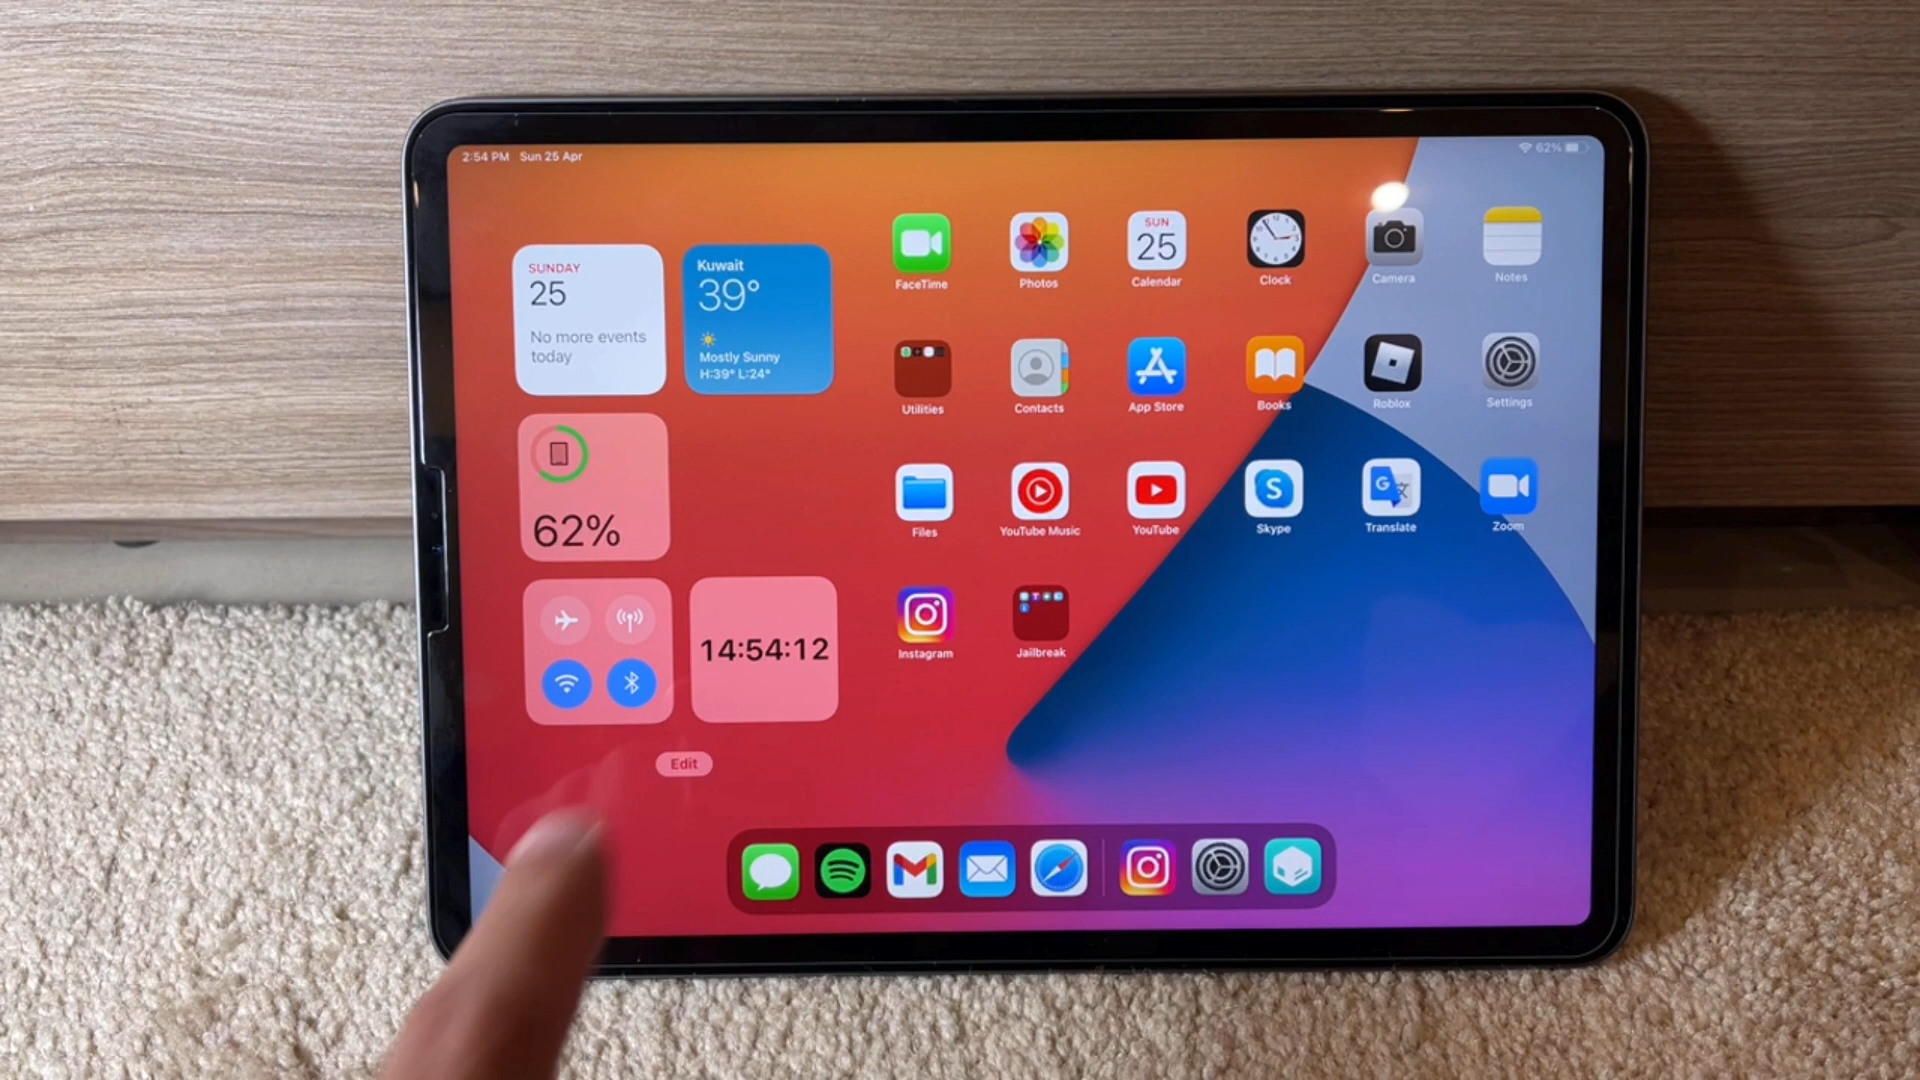 2:54 PM Sun 25 Apr
62%
SUNDAY
25
No more events
today
Kuwait
39°
Mostly Sunny
H:39° L:24°
62%
14:54:12
Edit
FaceTime
Photos
SUN
25
Calendar
Clock
Camera
Notes
Utilities
Contacts
App Store
Books
Roblox
Settings
Files
YouTube Music
YouTube
S
Skype
G
Translate
Zoom
Instagram
Jailbreak